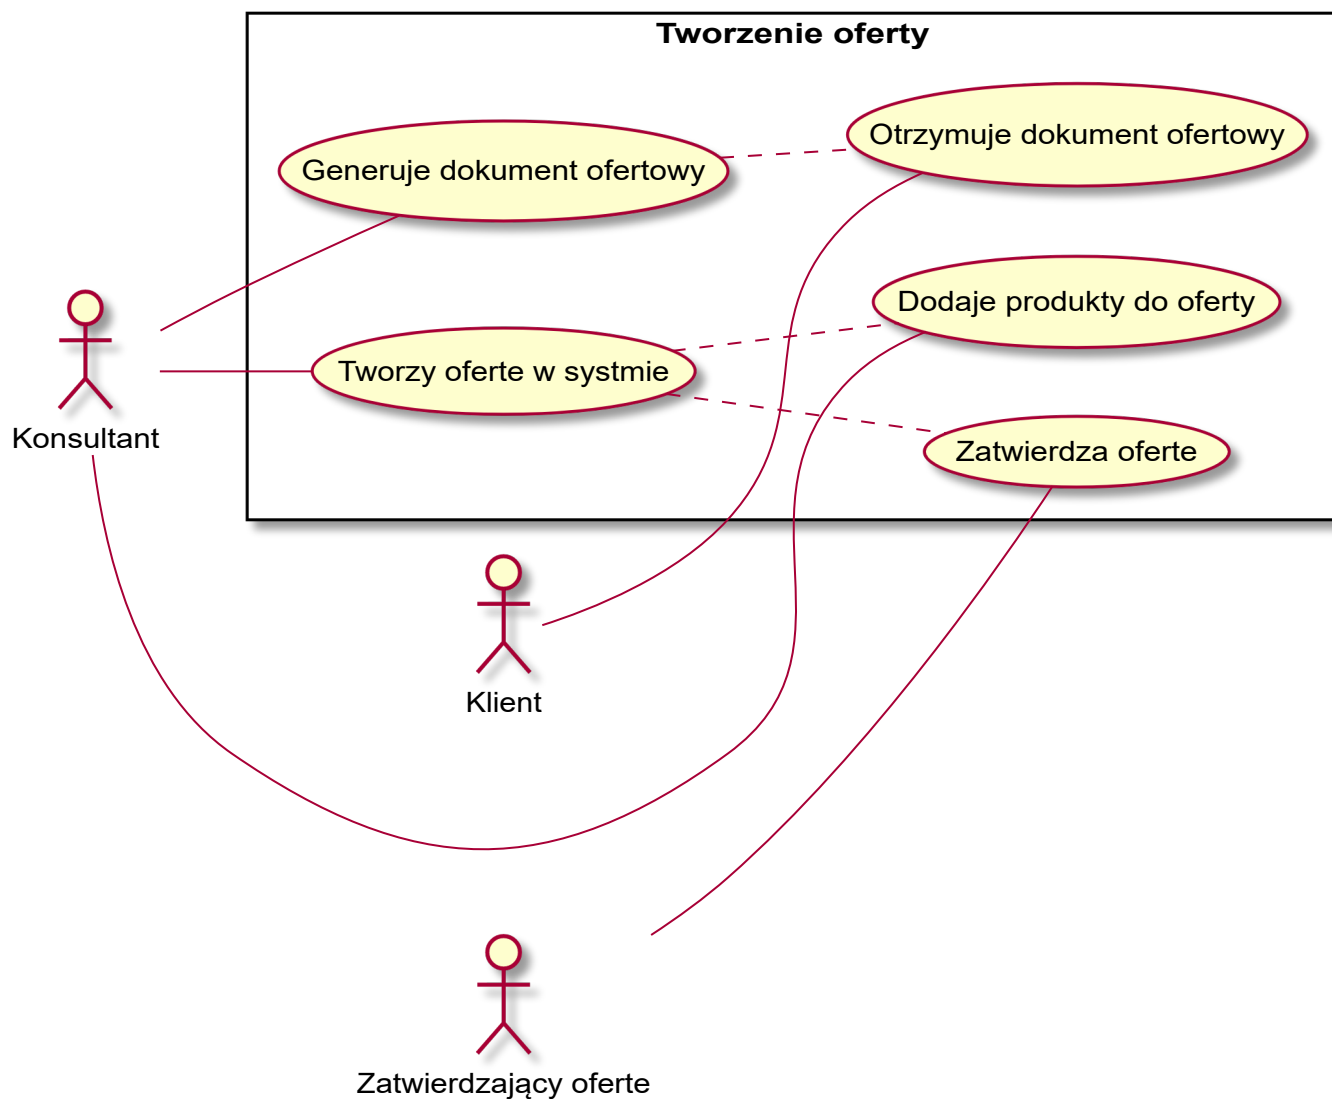 Tworzenie oferty
Otrzymuje dokument ofertowy
Generuje dokument ofertowy
Dodaje produkty do oferty
Tworzy oferte w systmie
Konsultant
Zatwierdza oferte
Klient
Zatwierdzający oferte